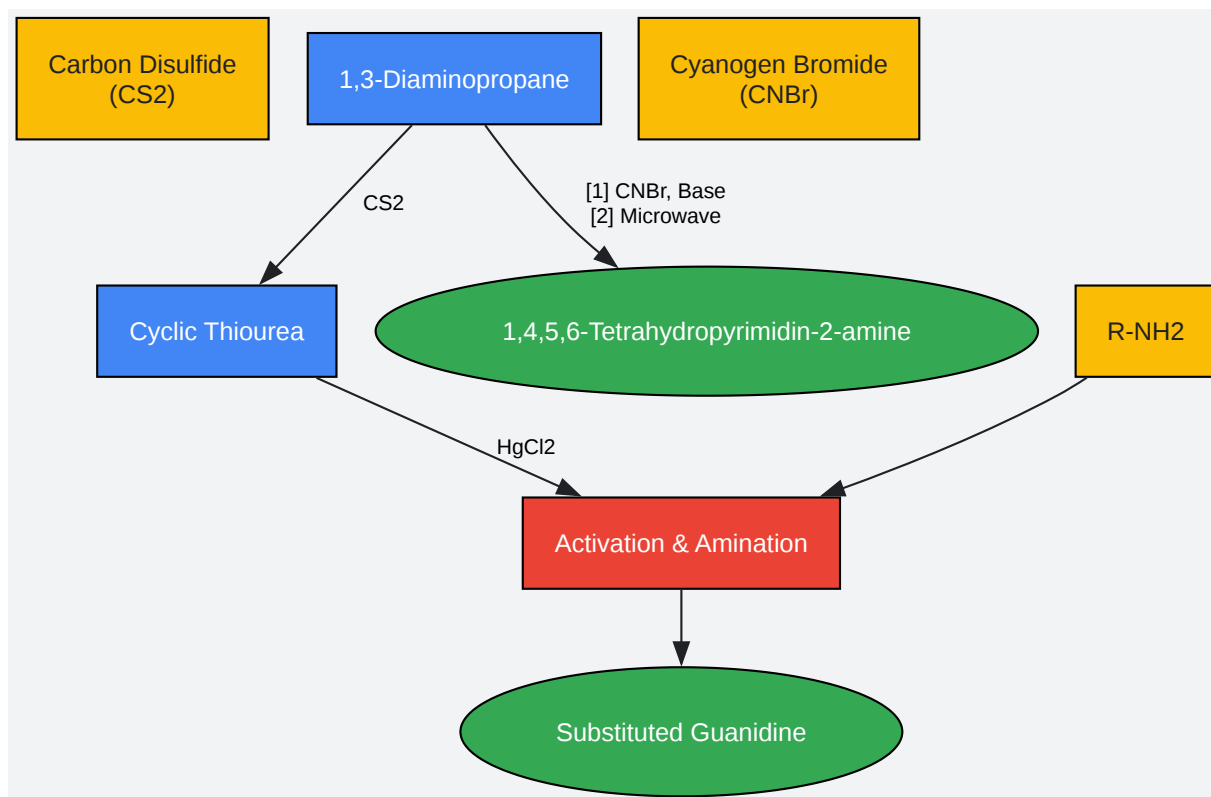 Carbon Disulfide
(CS2)
1,3-Diaminopropane
Cyanogen Bromide
(CNBr)
CS2
[1] CNBr, Base
[2] Microwave
Cyclic Thiourea
1,4,5,6-Tetrahydropyrimidin-2-amine
R-NH2
HgCl2
Activation & Amination
Substituted Guanidine